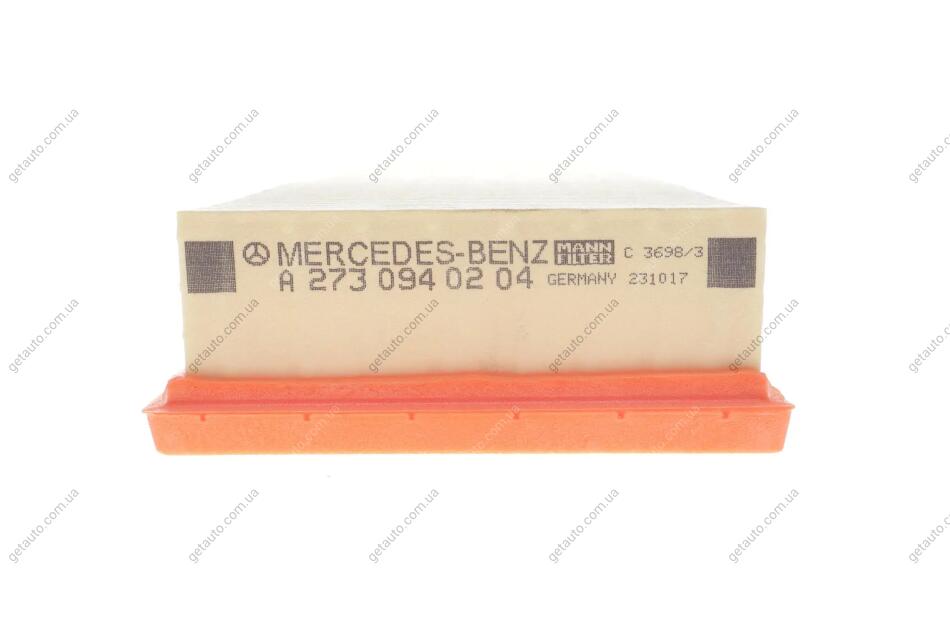 MERCEDES-BENZ MANN FILTER C 3698/3
A 273 094 02 04 GERMANY 231017
getauto.com.ua